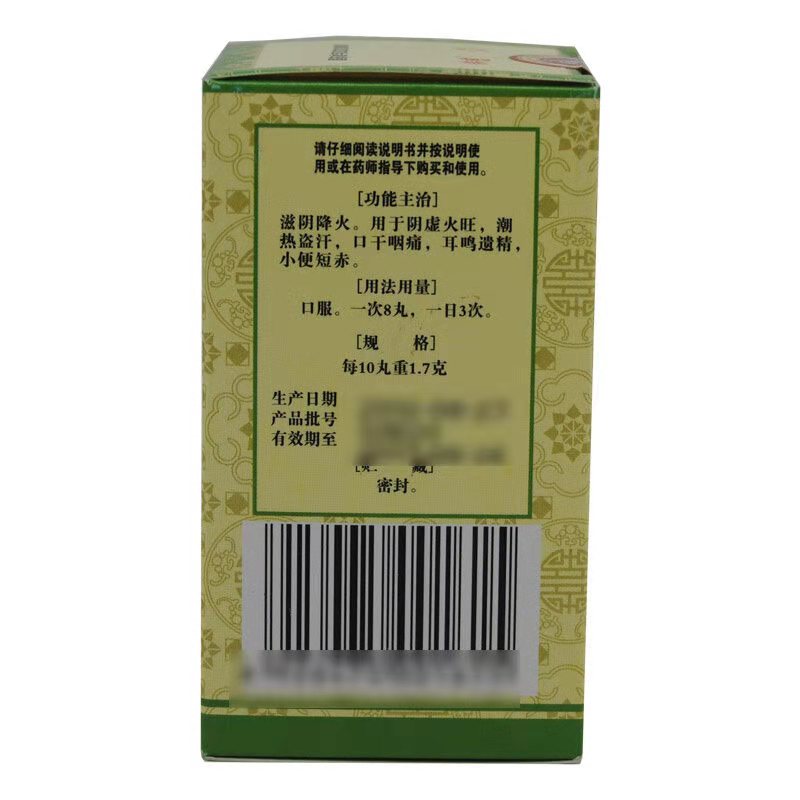 请仔细阅读说明书并按说明使
用或在药师指导下购买和使用。
[功能主治]
滋阴降火。用于阴虚火旺，潮
热盗汗，口干咽痛，耳鸣遗精，
小便短赤。
[用法用量]
口服。一次8丸，一日3次。
[规 格]
每10丸重1.7克
生产日期
产品批号
有效期至
[贮 藏]
密封。